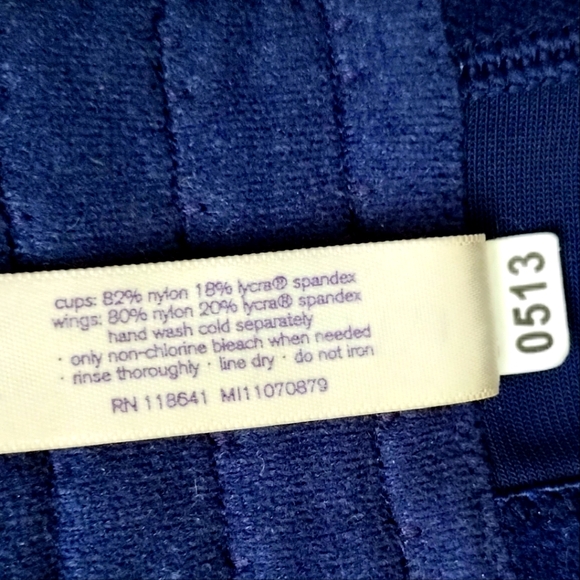 cups: 82% nylon 18% lycra® spandex
wings: 80% nylon 20% lycra® spandex
hand wash cold separately
· only non-chlorine bleach when needed
· rinse thoroughly · line dry · do not iron
RN 118641 MI11070879
0513